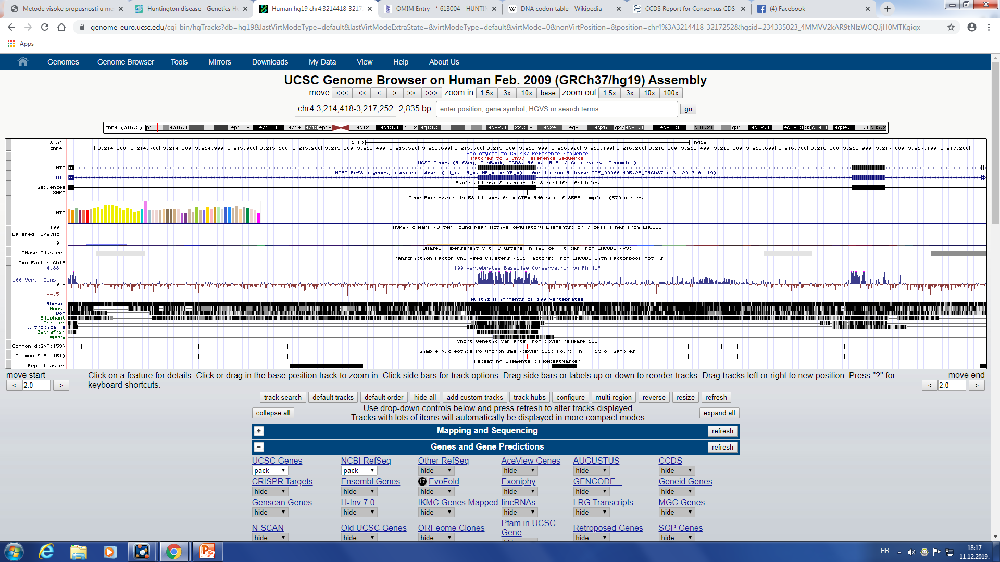 Metode visoke propusnosti u me
Huntington disease - Genetics Ho
Human hg19 chr4:3214418-3217
OMIM Entry - * 613004 - HUNTIN
DNA codon table - Wikipedia
CCDS Report for Consensus CDS
(4) Facebook
genome-euro.ucsc.edu/cgi-bin/hgTracks?db=hg19&lastVirtModeType=default&lastVirtModeExtraState=&virtModeType=default&virtMode=0&nonVirtPosition=&position=chr4%3A3214418-3217252&hgsid=234335023_4MMVV2kAR9tNlzWOQJjH0MTKqiqx
Apps
Genomes Genome Browser Tools Mirrors Downloads My Data View Help About Us
UCSC Genome Browser on Human Feb. 2009 (GRCh37/hg19) Assembly
move <<< << < > >> >>> zoom in 1.5x 3x 10x base zoom out 1.5x 3x 10x 100x
chr4:3,214,418-3,217,252 2,835 bp. enter position, gene symbol, HGVS or search terms go
chr4 (p16.3) p16.3 4p16.1 4p15.2 4p15.1 4p14 4p13 4p12 4q12 4q13.1 13.2 4q13.3 4q22.1 22.3 23 4q24 4q25 4q26 q27 4q28.1 4q28.3 q31.21 q31.3 4q32.1 4q32.3 33 q34.1 4q34.3 35.1 q35.2
Scale 1 kb hg19
chr4: 3,214,600 3,214,700 3,214,800 3,214,900 3,215,000 3,215,100 3,215,200 3,215,300 3,215,400 3,215,500 3,215,600 3,215,700 3,215,800 3,215,900 3,216,000 3,216,100 3,216,200 3,216,300 3,216,400 3,216,500 3,216,600 3,216,700 3,216,800 3,216,900 3,217,000 3,217,100 3,217,200
Haplotypes to GRCh37 Reference Sequence
Patches to GRCh37 Reference Sequence
UCSC Genes (RefSeq, GenBank, CCDS, Rfam, tRNAs & Comparative Genomics)
HTT
NCBI RefSeq genes, curated subset (NM_*, NR_*, NP_* or YP_*) - Annotation Release GCF_000001405.25_GRCh37.p13 (2017-04-19)
HTT
Publications: Sequences in Scientific Articles
Sequences
SNPs
Gene Expression in 53 tissues from GTEx RNA-seq of 8555 samples (570 donors)
HTT
H3K27Ac Mark (Often Found Near Active Regulatory Elements) on 7 cell lines from ENCODE
100 _
Layered H3K27Ac
0 _
DNaseI Hypersensitivity Clusters in 125 cell types from ENCODE (V3)
DNase Clusters
Transcription Factor ChIP-seq Clusters (161 factors) from ENCODE with Factorbook Motifs
Txn Factor ChIP
100 vertebrates Basewise Conservation by PhyloP
4.88 _
100 Vert. Cons
0 -
-4.5 _
Multiz Alignments of 100 Vertebrates
Rhesus
Mouse
Dog
Elephant
Chicken
X_tropicalis
Zebrafish
Lamprey
Short Genetic Variants from dbSNP release 153
Common dbSNP(153)
Simple Nucleotide Polymorphisms (dbSNP 151) Found in >= 1% of Samples
Common SNPs(151)
Repeating Elements by RepeatMasker
RepeatMasker
move start
< 2.0 >
Click on a feature for details. Click or drag in the base position track to zoom in. Click side bars for track options. Drag side bars or labels up or down to reorder tracks. Drag tracks left or right to new position. Press "?" for
keyboard shortcuts.
move end
< 2.0 >
track search default tracks default order hide all add custom tracks track hubs configure multi-region reverse resize refresh
collapse all
Use drop-down controls below and press refresh to alter tracks displayed.
Tracks with lots of items will automatically be displayed in more compact modes.
expand all
+ Mapping and Sequencing refresh
- Genes and Gene Predictions refresh
UCSC Genes NCBI RefSeq Other RefSeq AceView Genes AUGUSTUS CCDS
pack pack hide hide hide hide
CRISPR Targets Ensembl Genes 17 EvoFold Exoniphy GENCODE... Geneid Genes
hide hide hide hide hide hide
Genscan Genes H-Inv 7.0 IKMC Genes Mapped lincRNAs... LRG Transcripts MGC Genes
hide hide hide hide hide hide
N-SCAN Old UCSC Genes ORFeome Clones Pfam in UCSC Gene Retroposed Genes SGP Genes
hide hide hide hide hide
HR
18:17
11.12.2019.